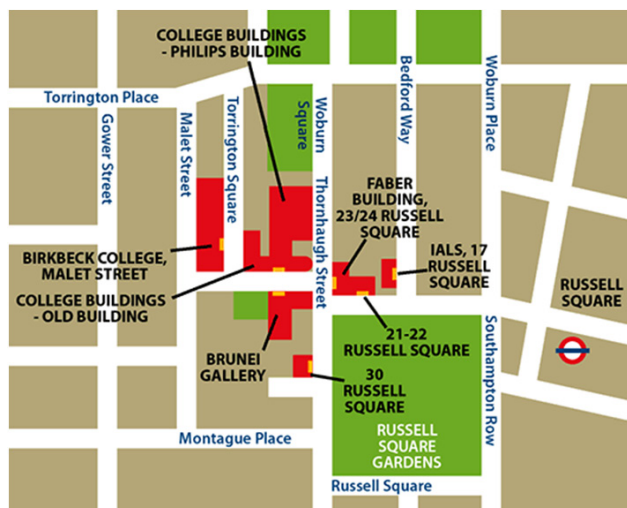 COLLEGE BUILDINGS
- PHILIPS BUILDING
Torrington Place
Gower Street
Malet Street
Torrington Square
Woburn
Square
Bedford Way
Woburn Place
Thornhaugh Street
FABER
BUILDING,
23/24 RUSSELL
SQUARE
BIRKBECK COLLEGE,
MALET STREET
IALS, 17
RUSSELL
SQUARE
RUSSELL
SQUARE
COLLEGE BUILDINGS
- OLD BUILDING
21-22
RUSSELL SQUARE
BRUNEI
GALLERY
30
RUSSELL
SQUARE
Southampton Row
Montague Place
RUSSELL
SQUARE
GARDENS
Russell Square